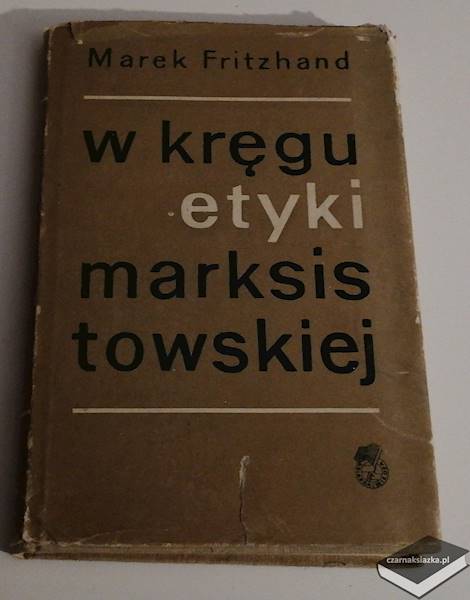 Marek Fritzhand
w kręgu
etyki
marksis
towskiej
czarnaksiazka.pl